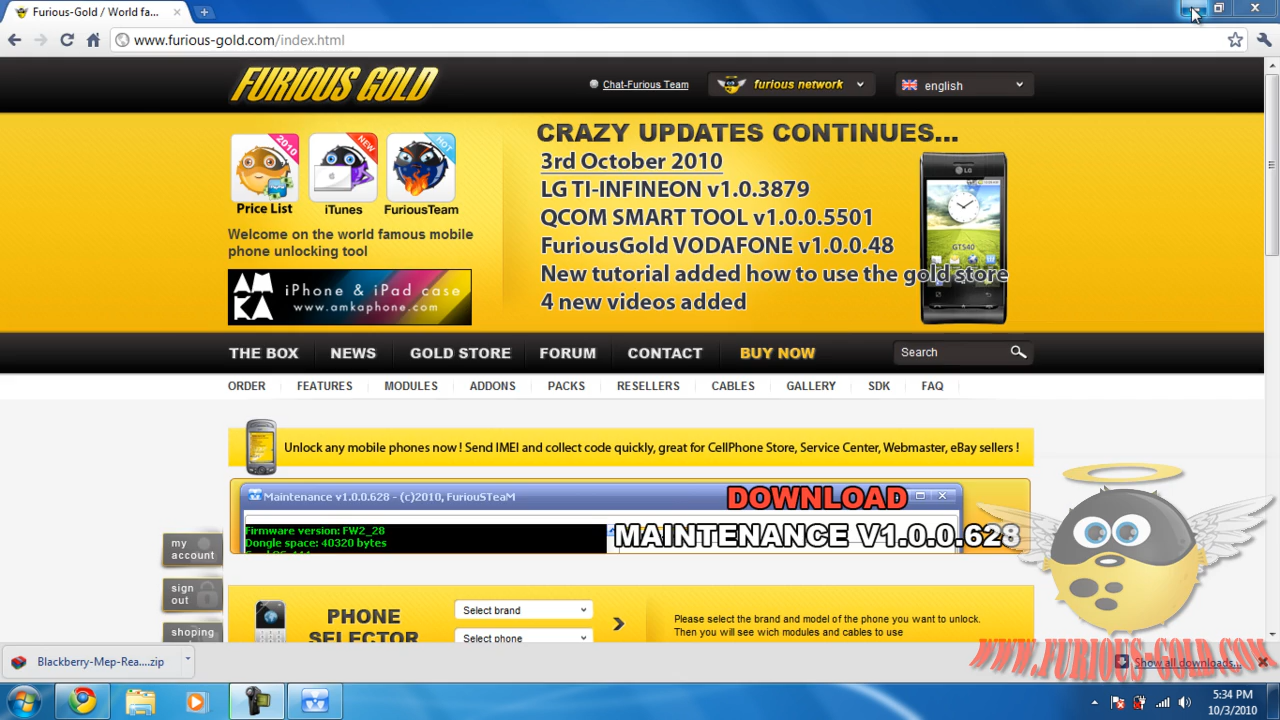 Furious-Gold / World fa...
www.furious-gold.com/index.html
FURIOUS GOLD
Chat-Furious Team
furious network
english
2010
NEW
HOT
Price List
iTunes
FuriousTeam
Welcome on the world famous mobile
phone unlocking tool
AMKA
iPhone & iPad case
www.amkaphone.com
CRAZY UPDATES CONTINUES...
3rd October 2010
LG TI-INFINEON v1.0.3879
QCOM SMART TOOL v1.0.0.5501
FuriousGold VODAFONE v1.0.0.48
New tutorial added how to use the gold store
4 new videos added
LG
GT540
THE BOX
NEWS
GOLD STORE
FORUM
CONTACT
BUY NOW
Search
ORDER
FEATURES
MODULES
ADDONS
PACKS
RESELLERS
CABLES
GALLERY
SDK
FAQ
Unlock any mobile phones now ! Send IMEI and collect code quickly, great for CellPhone Store, Service Center, Webmaster, eBay sellers !
Maintenance v1.0.0.628 - (c)2010, FuriouSTeaM
DOWNLOAD
MAINTENANCE V1.0.0.628
Firmware version: FW2_28
Dongle space: 40320 bytes
my
account
sign
out
shoping
PHONE
SELECTOR
Select brand
Select phone
Please select the brand and model of the phone you want to unlock.
Then you will see wich modules and cables to use
WWW.FURIOUS-GOLD.COM
Blackberry-Mep-Rea....zip
Show all downloads...
5:34 PM
10/3/2010